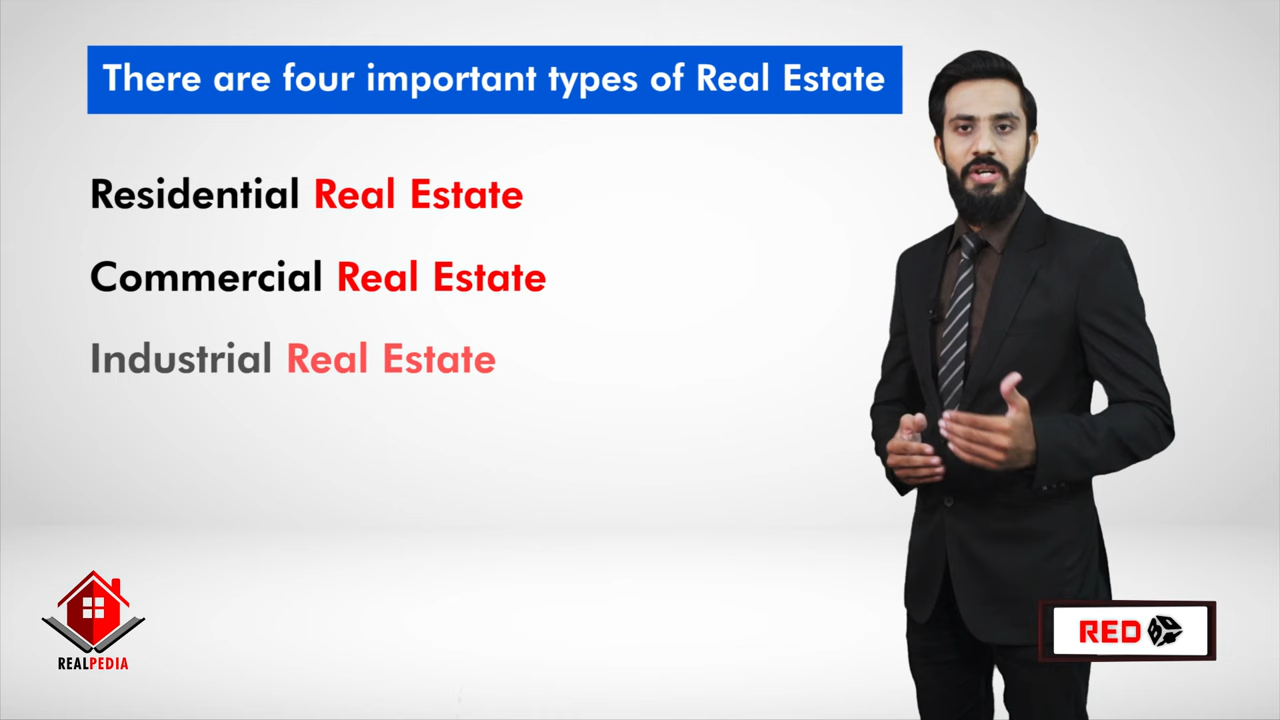 There are four important types of Real Estate
Residential Real Estate
Commercial Real Estate
Industrial Real Estate
REALPEDIA
RED